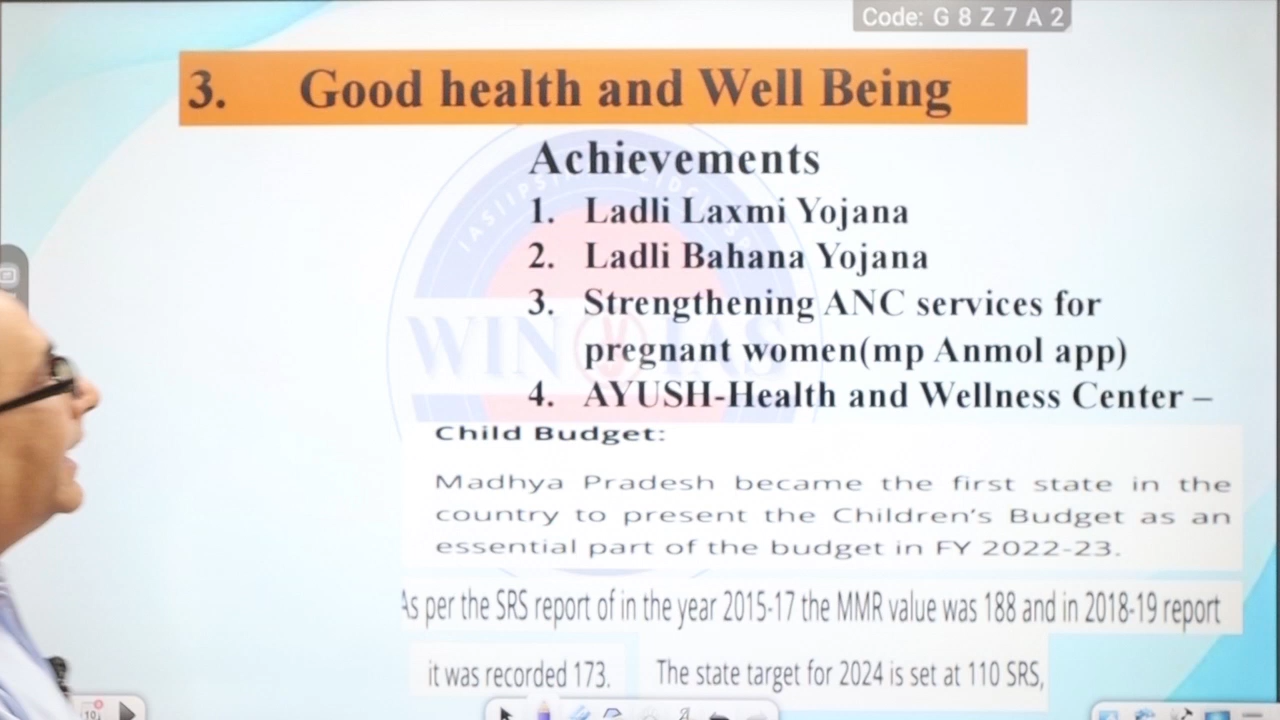 Code: G 8 Z 7 A 2
3. Good health and Well Being
Achievements
1. Ladli Laxmi Yojana
2. Ladli Bahana Yojana
3. Strengthening ANC services for
pregnant women(mp Anmol app)
4. AYUSH-Health and Wellness Center –
WIN IAS
Child Budget:
Madhya Pradesh became the first state in the
country to present the Children's Budget as an
essential part of the budget in FY 2022-23.
As per the SRS report of in the year 2015-17 the MMR value was 188 and in 2018-19 report
it was recorded 173. The state target for 2024 is set at 110 SRS,